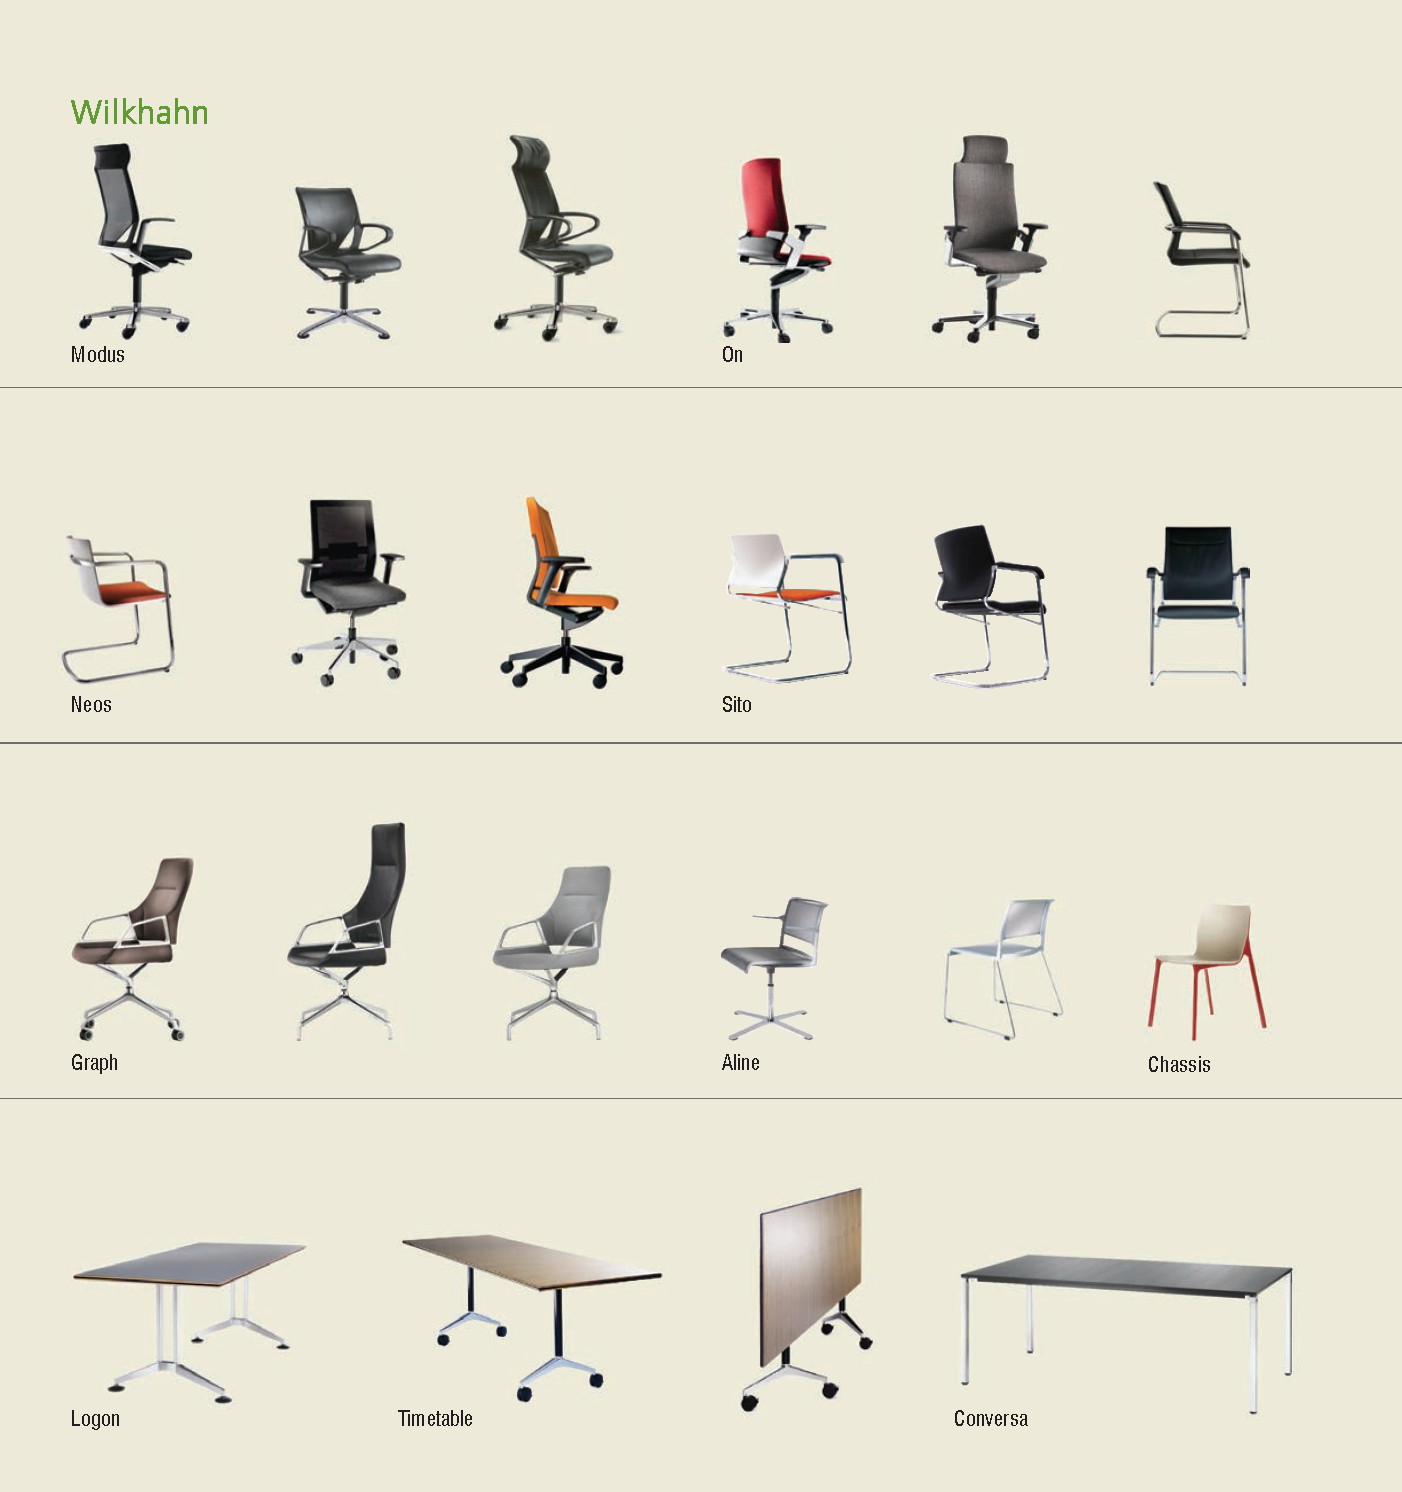 Wilkhahn
Modus
On
Neos
Sito
Graph
Aline
Chassis
Logon
Timetable
Conversa